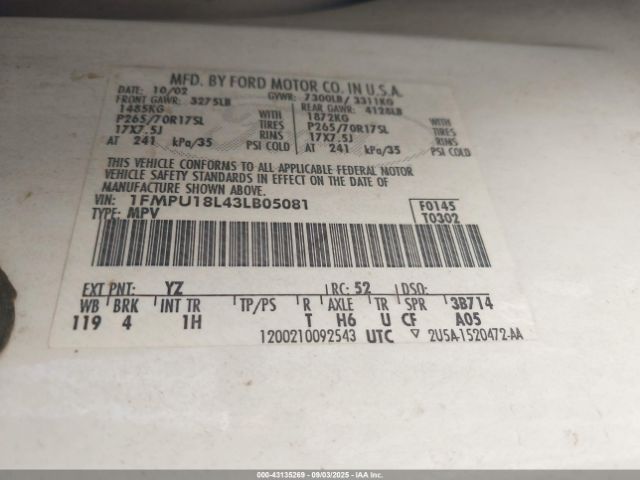 MFD. BY FORD MOTOR CO. IN U.S.A.
DATE: 10/02 GVWR: 7300LB/ 3311KG
FRONT GAWR: 3275LB REAR GAWR: 4128LB
1485KG WITH 1872KG WITH
P265/70R17SL TIRES P265/70R17SL TIRES
17X7.5J RIMS 17X7.5J RIMS
AT 241 kPa/35 PSI COLD AT 241 kPa/35 PSI COLD
THIS VEHICLE CONFORMS TO ALL APPLICABLE FEDERAL MOTOR
VEHICLE SAFETY STANDARDS IN EFFECT ON THE DATE OF
MANUFACTURE SHOWN ABOVE.
VIN: 1FMPU18L43LB05081 F0145
TYPE: MPV T0302
EXT PNT: YZ RC: 52 DSO:
WB BRK INT TR TP/PS R AXLE TR SPR 3B714
119 4 1H T H6 U CF A05
1200210092543 UTC 2U5A-1520472-AA
000-43135269 - 09/03/2025 - IAA Inc.